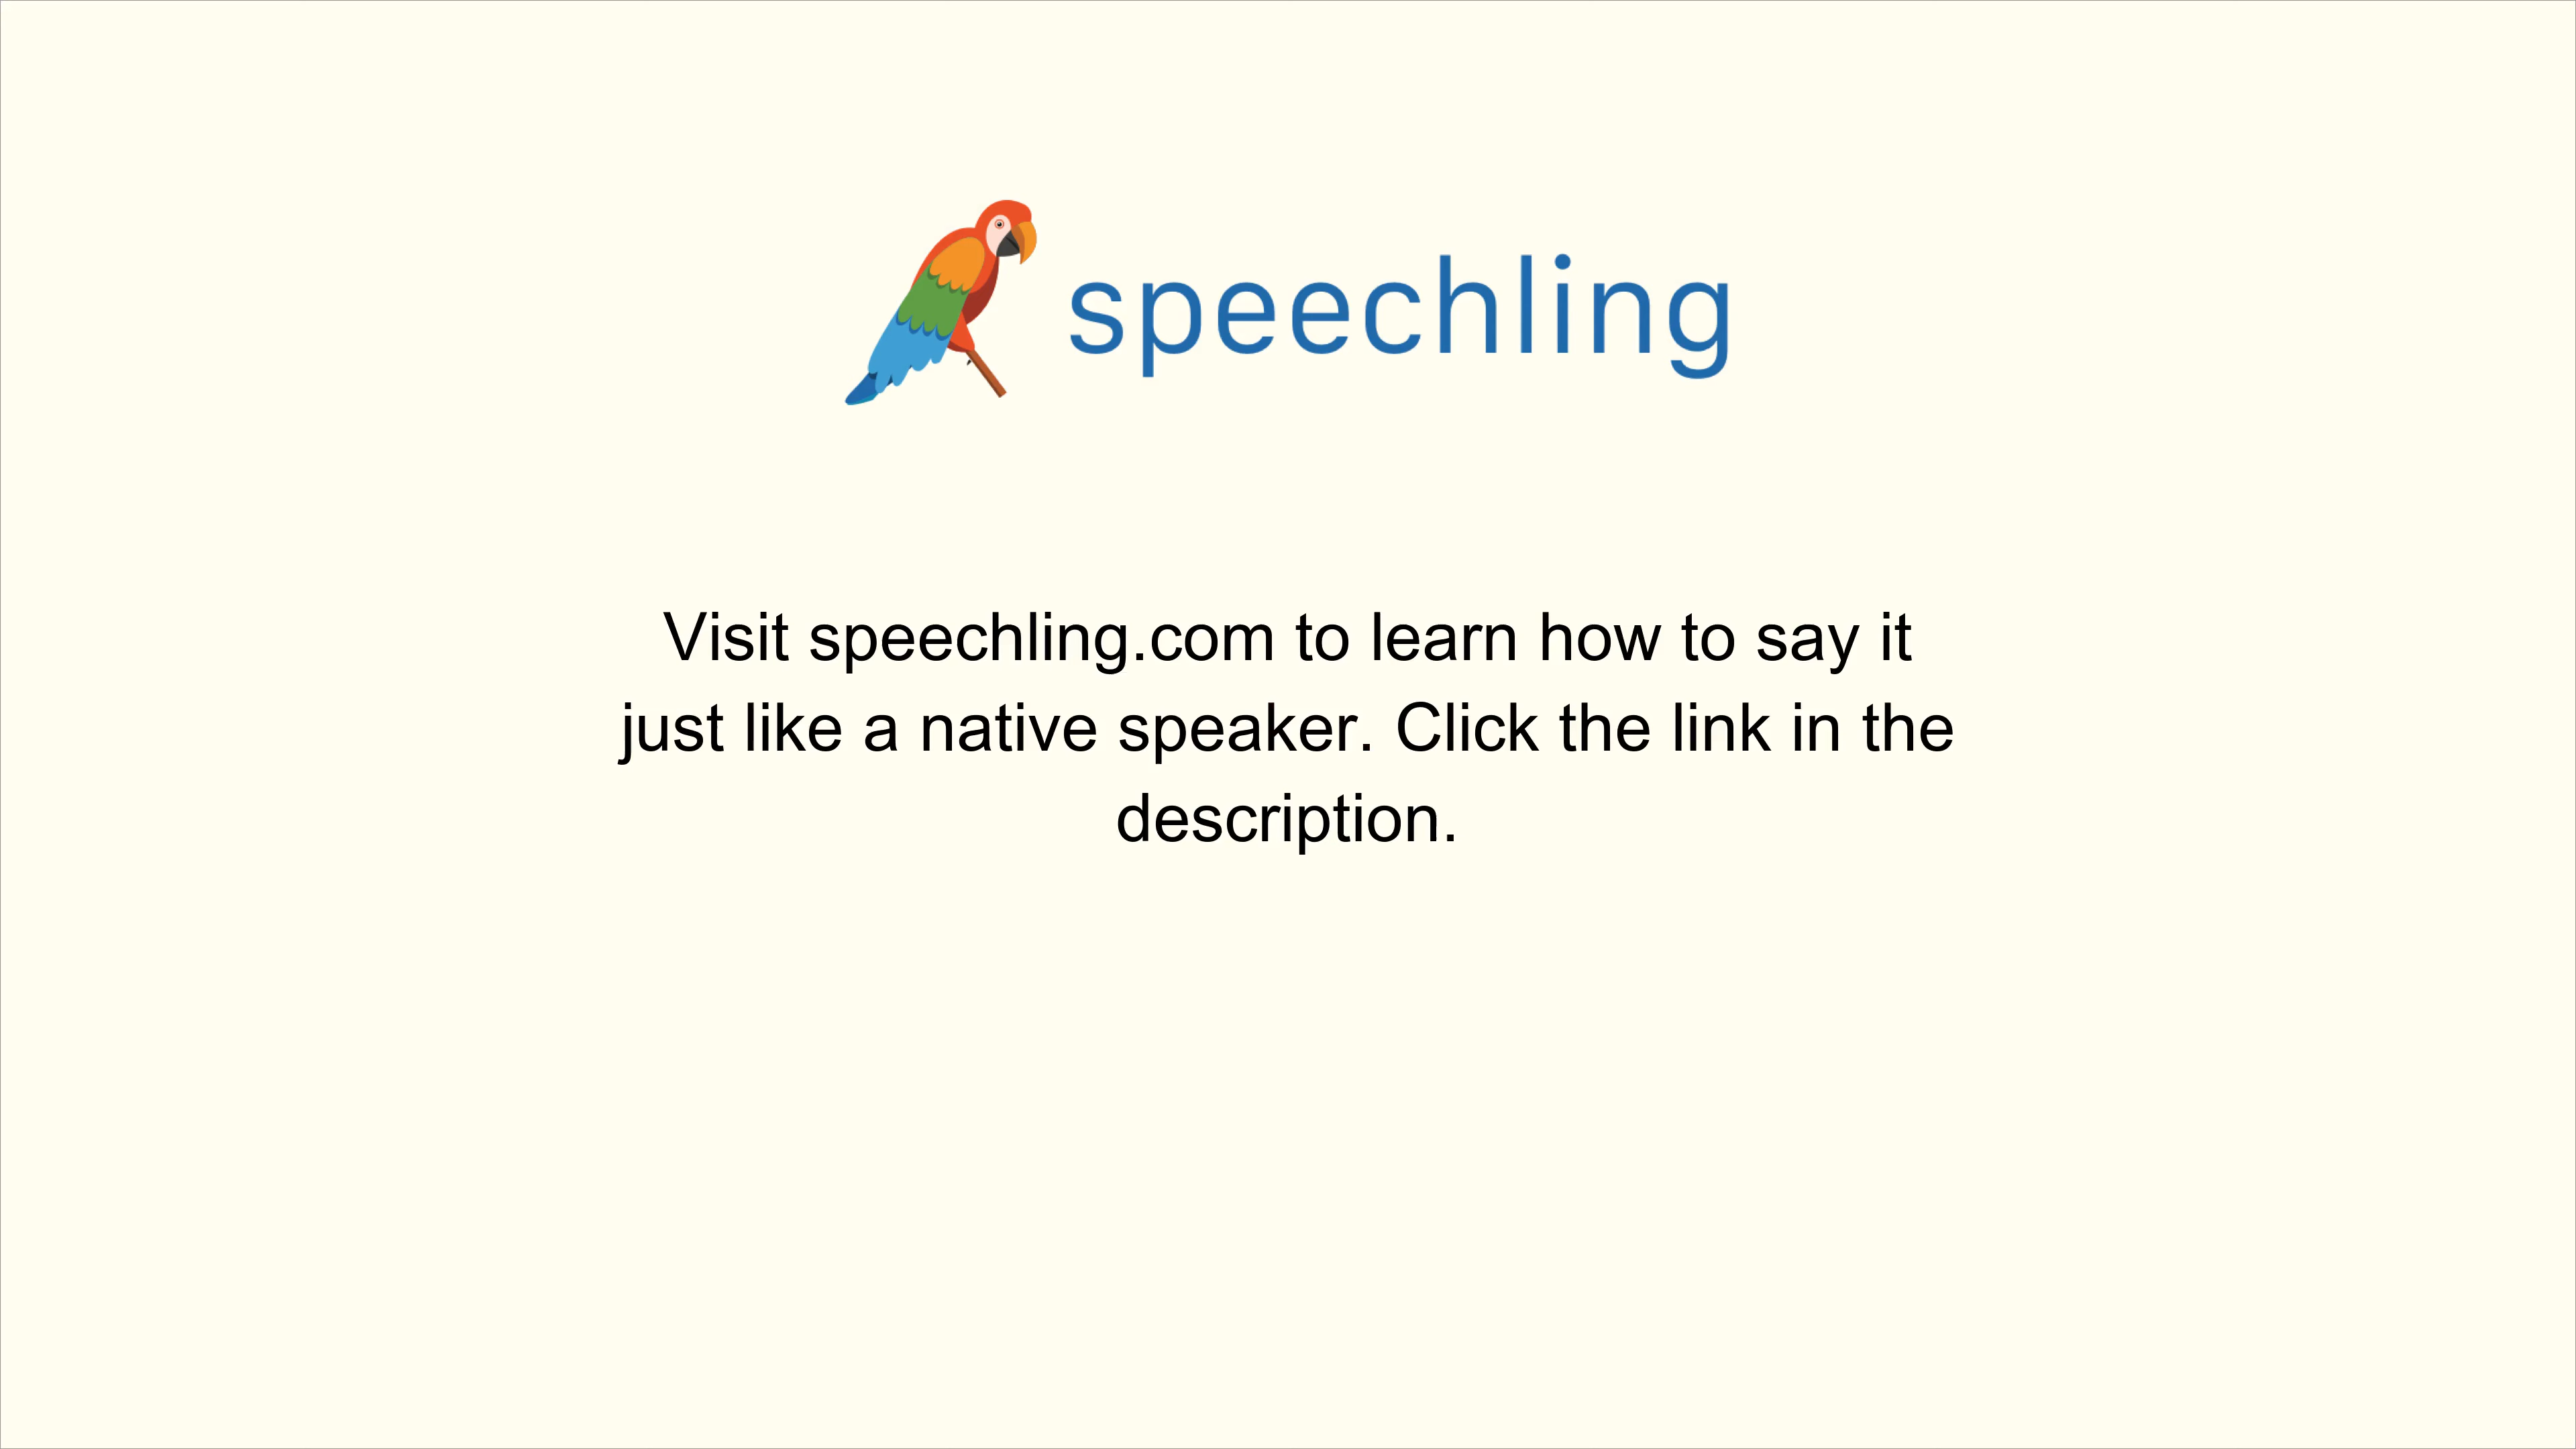 speechling
Visit speechling.com to learn how to say it
just like a native speaker. Click the link in the
description.